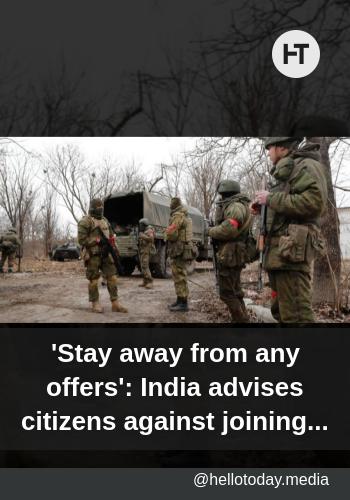 HT
'Stay away from any
offers': India advises
citizens against joining...
@hellotoday.media